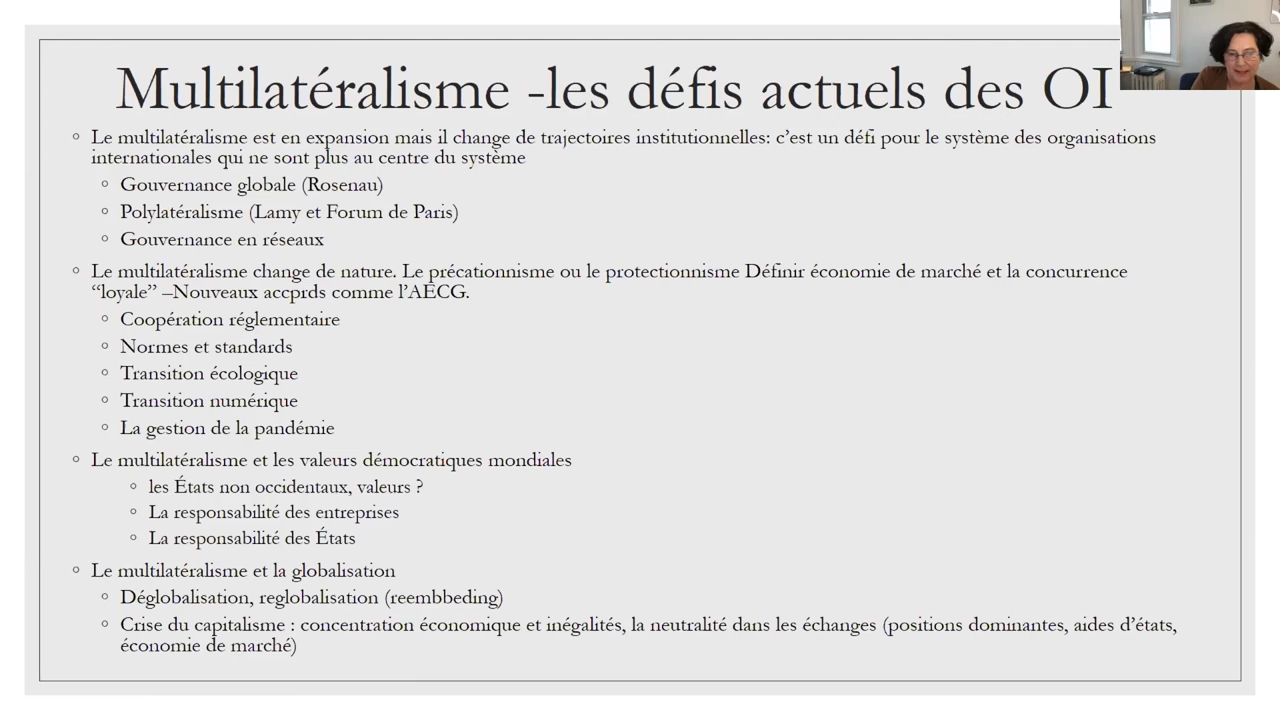 Multilatéralisme -les défis actuels des OI
Le multilatéralisme est en expansion mais il change de trajectoires institutionnelles: c'est un défi pour le système des organisations
internationales qui ne sont plus au centre du système
Gouvernance globale (Rosenau)
Polylatéralisme (Lamy et Forum de Paris)
Gouvernance en réseaux
Le multilatéralisme change de nature. Le précationnisme ou le protectionnisme Définir économie de marché et la concurrence
“loyale” –Nouveaux accprds comme l'AECG.
Coopération réglementaire
Normes et standards
Transition écologique
Transition numérique
La gestion de la pandémie
Le multilatéralisme et les valeurs démocratiques mondiales
les États non occidentaux, valeurs ?
La responsabilité des entreprises
La responsabilité des États
Le multilatéralisme et la globalisation
Déglobalisation, reglobalisation (reembbeding)
Crise du capitalisme : concentration économique et inégalités, la neutralité dans les échanges (positions dominantes, aides d'états,
économie de marché)